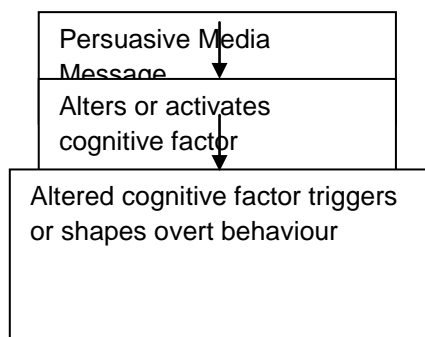 Persuasive Media
Message
Alters or activates
cognitive factor
Altered cognitive factor triggers
or shapes overt behaviour